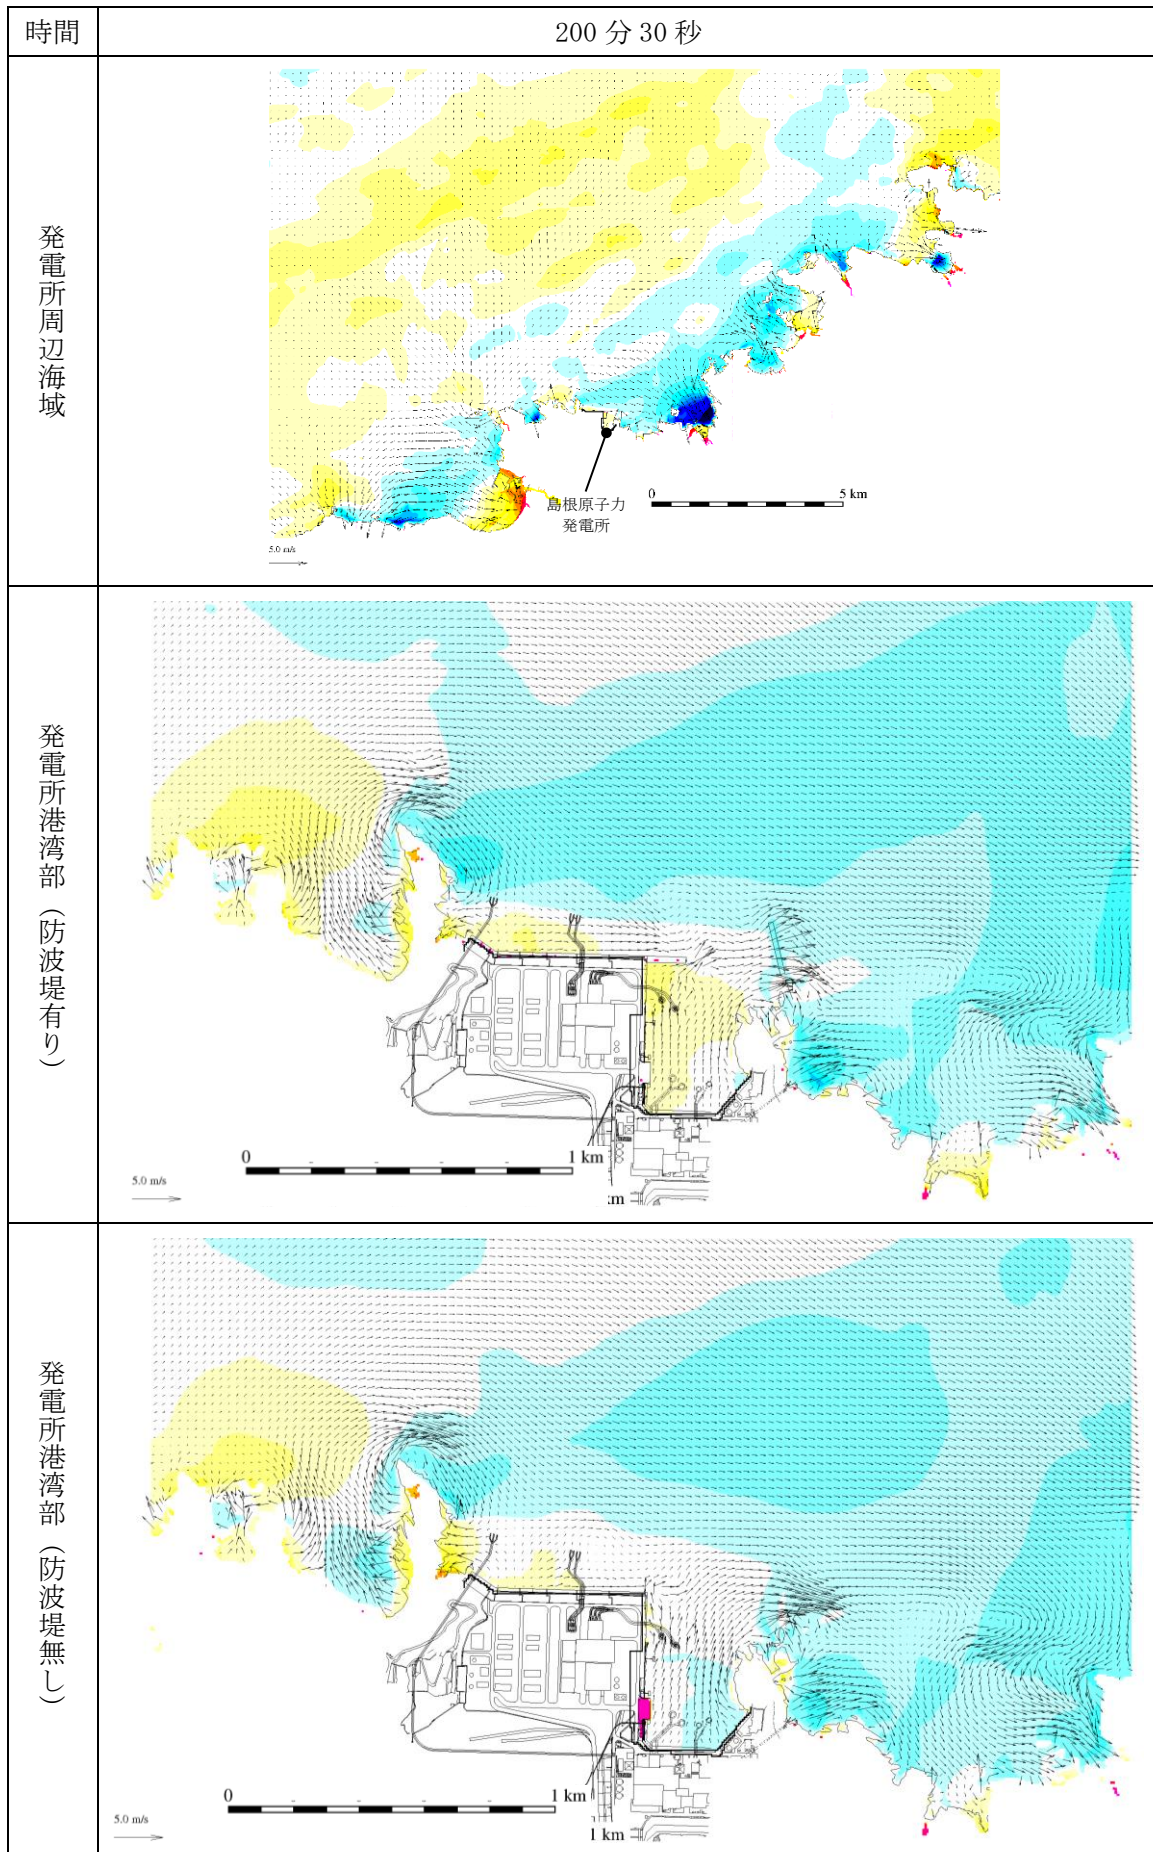 時間
200 分 30 秒
発電所周辺海域
島根原子力
発電所
0
5 km
5.0 m/s
発電所港湾部（防波堤有り）
0
1 km
5.0 m/s
:m
発電所港湾部（防波堤無し）
0
1 km
5.0 m/s
1 km